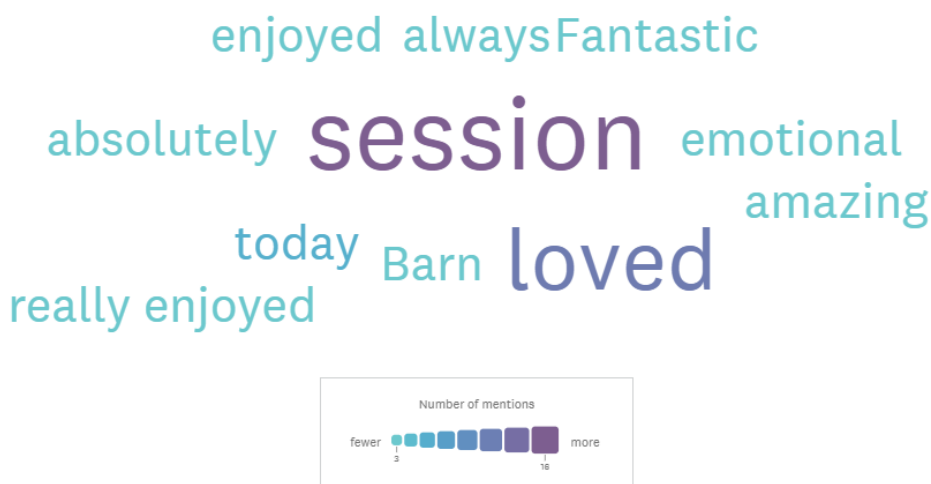 enjoyed alwaysFantastic
absolutely session emotional
amazing
today Barn loved
really enjoyed
Number of mentions
fewer more
3 16